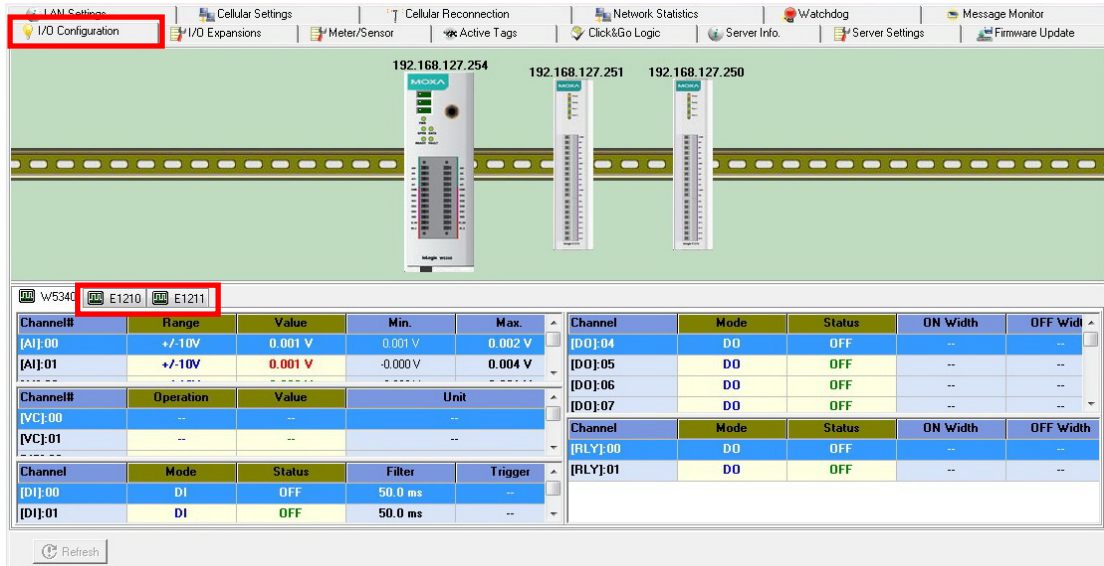 LAN Settings Cellular Settings Cellular Reconnection Network Statistics Watchdog Message Monitor
I/O Configuration I/O Expansions Meter/Sensor Active Tags Click&Go Logic Server Info. Server Settings Firmware Update
192.168.127.254 192.168.127.251 192.168.127.250
MOXA MOXA MOXA
W5340 E1210 E1211
Channel# Range Value Min. Max.
[AI]:00 +/-10V 0.001 V 0.001 V 0.002 V
[AI]:01 +/-10V 0.001 V -0.000 V 0.004 V
Channel# Operation Value Unit
[VC]:00 -- -- --
[VC]:01 -- -- --
Channel Mode Status Filter Trigger
[DI]:00 DI OFF 50.0 ms --
[DI]:01 DI OFF 50.0 ms --
Channel Mode Status ON Width OFF Widt
[DO]:04 DO OFF -- --
[DO]:05 DO OFF -- --
[DO]:06 DO OFF -- --
[DO]:07 DO OFF -- --
Channel Mode Status ON Width OFF Width
[RLY]:00 DO OFF -- --
[RLY]:01 DO OFF -- --
Refresh